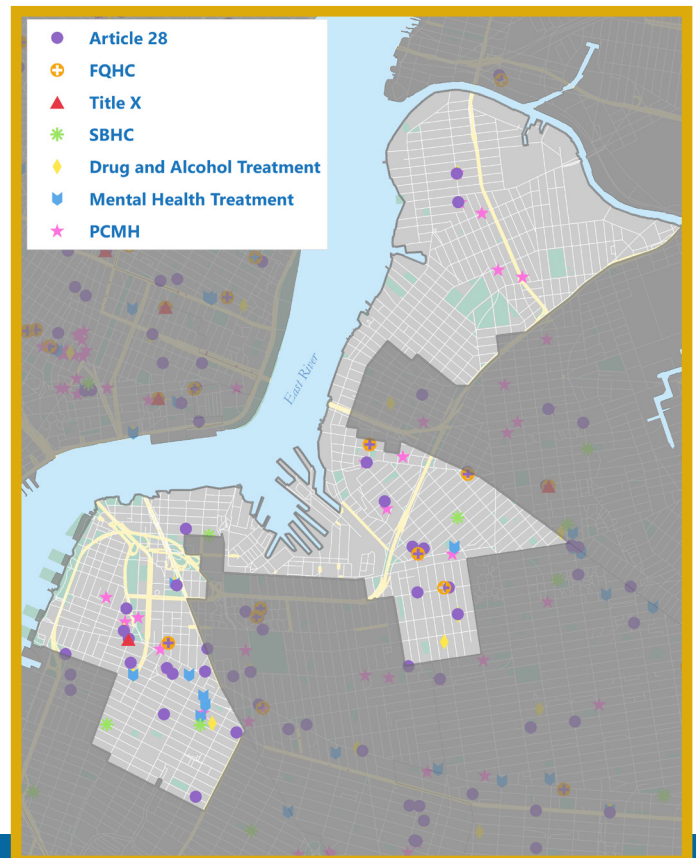 Article 28
FQHC
Title X
SBHC
Drug and Alcohol Treatment
Mental Health Treatment
PCMH
East River